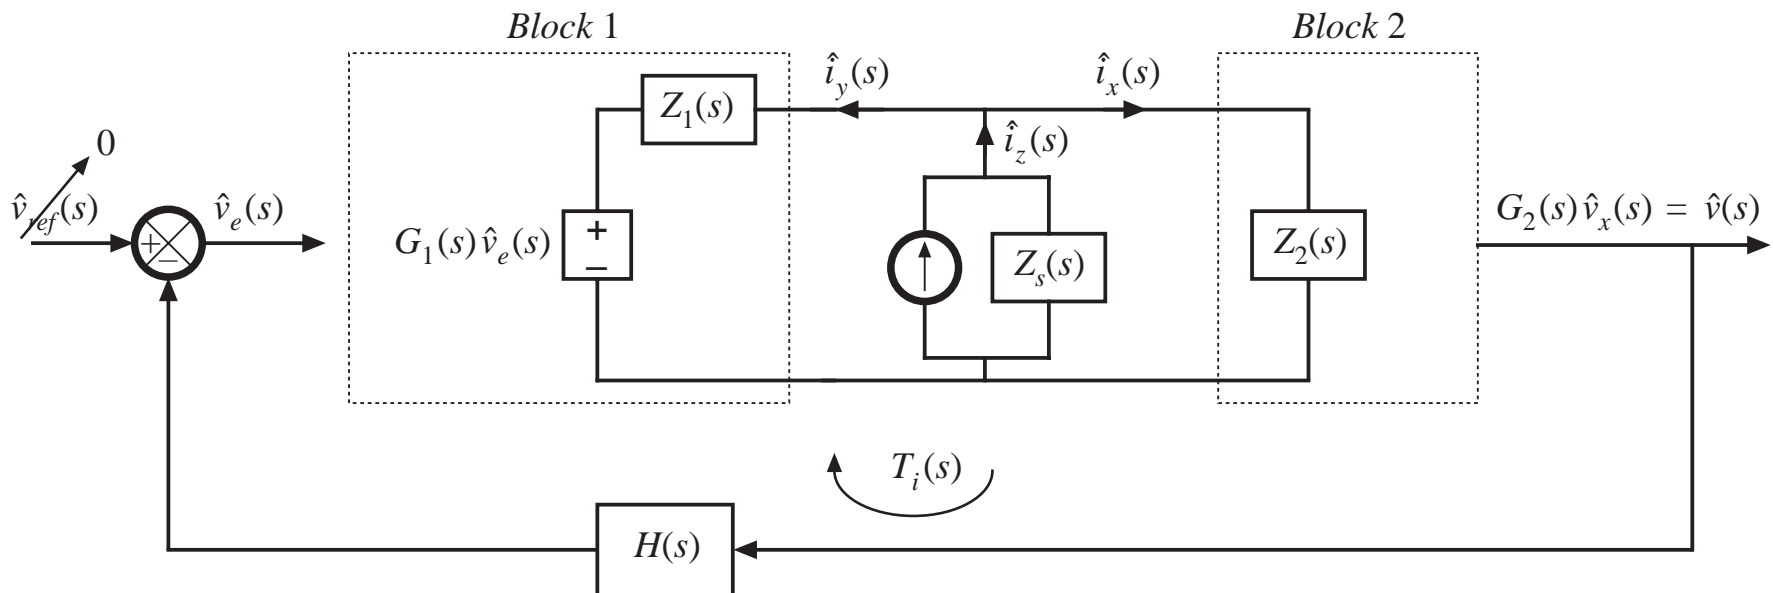 Block 1
Block 2
î_y(s)
î_x(s)
Z_1(s)
î_z(s)
0
v̂_ref(s)
v̂_e(s)
+
−
G_1(s) v̂_e(s)
+
−
Z_s(s)
Z_2(s)
G_2(s) v̂_x(s) = v̂(s)
T_i(s)
H(s)